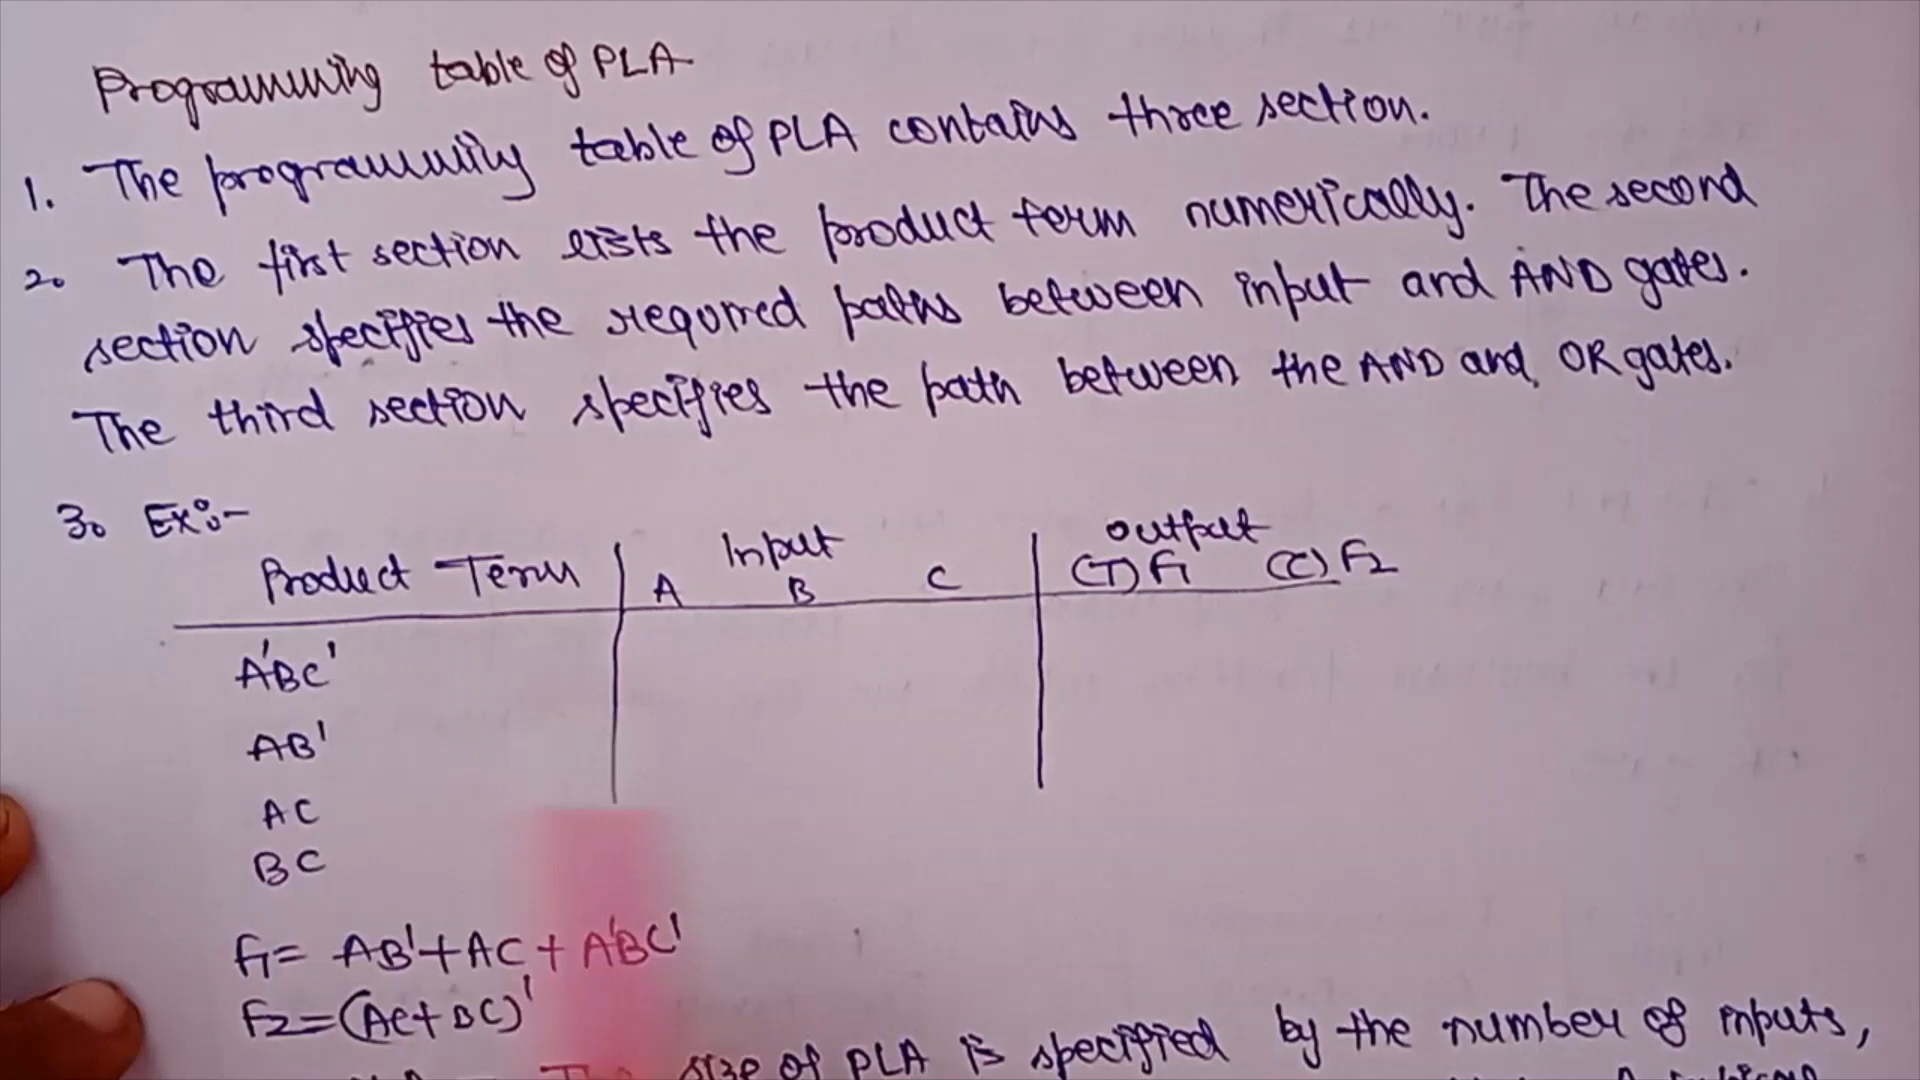 Programming table of PLA
1. The programming table of PLA contains three section.
2. The first section lists the product term numerically. The second
section specifies the required paths between input and AND gates.
The third section specifies the path between the AND and OR gates.
3. Ex:-
Product Term Input A B C output (T) F1 (C) F2
A'BC'
AB'
AC
BC
F1= AB'+AC+A'BC'
F2=(AC+BC)'
size of PLA is specified by the number of inputs,